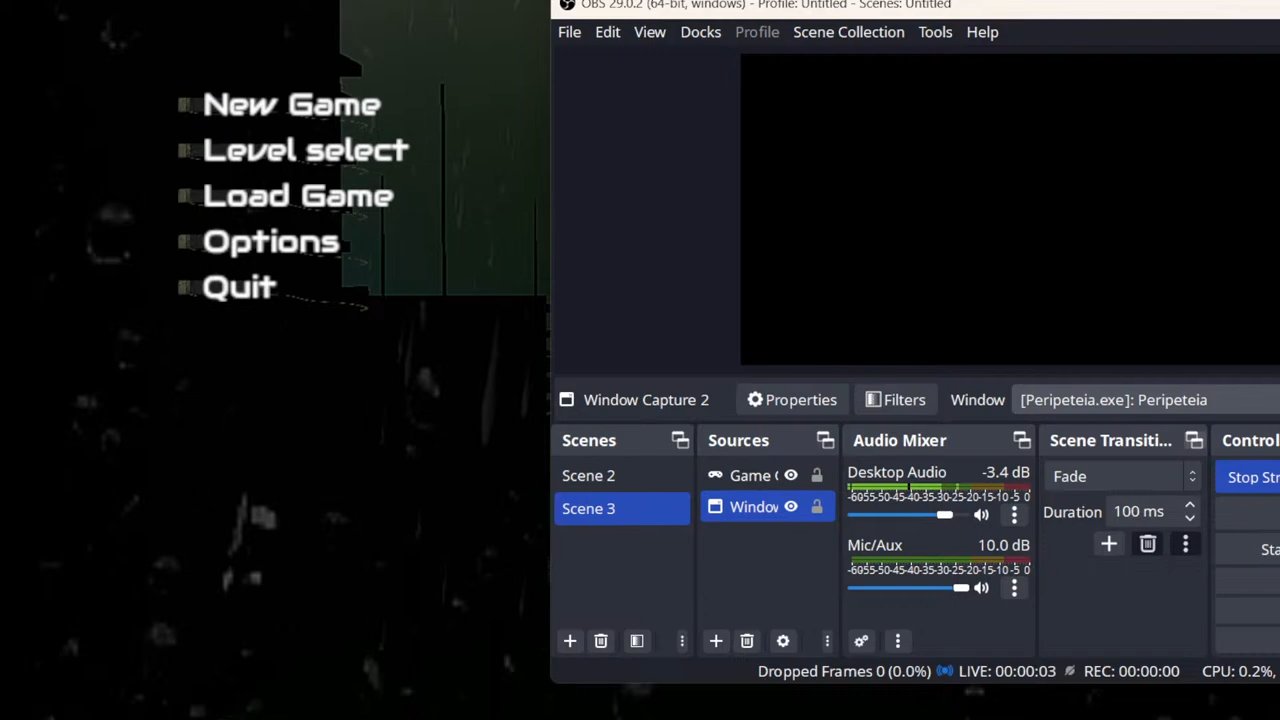 OBS 29.0.2 (64-bit, windows) - Profile: Untitled - Scenes: Untitled
File Edit View Docks Profile Scene Collection Tools Help
New Game
Level select
Load Game
Options
Quit
Window Capture 2 Properties Filters Window [Peripeteia.exe]: Peripeteia
Scenes
Scene 2
Scene 3
Sources
Game C
Window
Audio Mixer
Desktop Audio -3.4 dB
-60-55-50-45-40-35-30-25-20-15-10 -5 0
Mic/Aux 10.0 dB
-60-55-50-45-40-35-30-25-20-15-10 -5 0
Scene Transiti...
Fade
Duration 100 ms
Control
Stop Str
Sta
Dropped Frames 0 (0.0%) LIVE: 00:00:03 REC: 00:00:00 CPU: 0.2%,